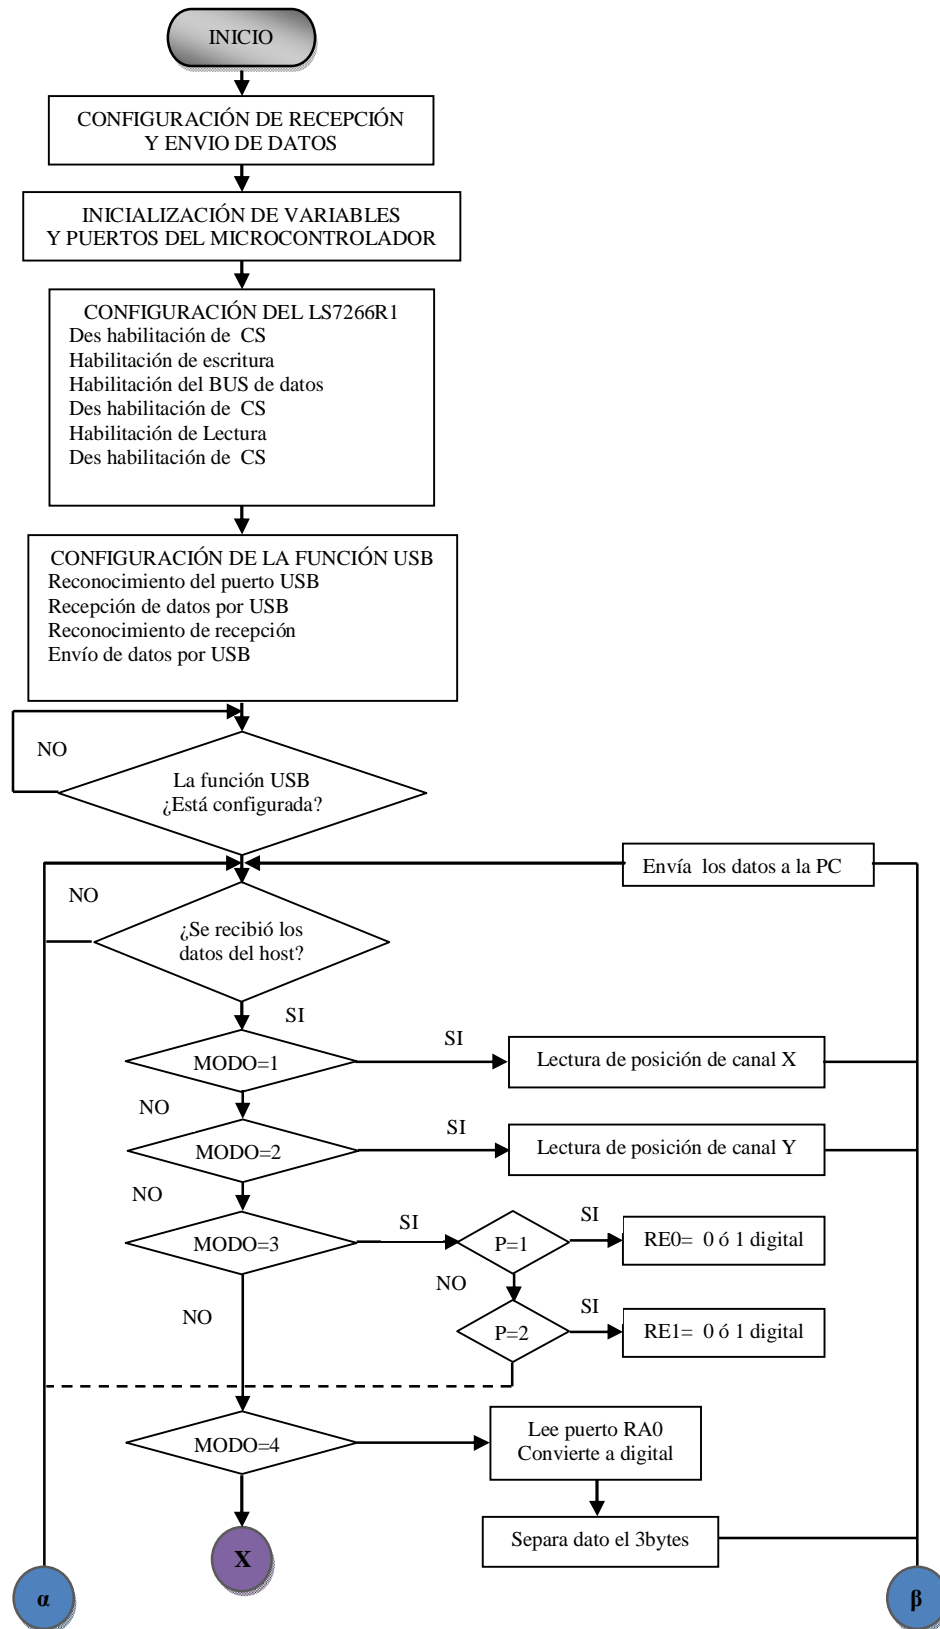 INICIO
CONFIGURACIÓN DE RECEPCIÓN
Y ENVIO DE DATOS
INICIALIZACIÓN DE VARIABLES
Y PUERTOS DEL MICROCONTROLADOR
CONFIGURACIÓN DEL LS7266R1
Des habilitación de CS
Habilitación de escritura
Habilitación del BUS de datos
Des habilitación de CS
Habilitación de Lectura
Des habilitación de CS
CONFIGURACIÓN DE LA FUNCIÓN USB
Reconocimiento del puerto USB
Recepción de datos por USB
Reconocimiento de recepción
Envío de datos por USB
NO
La función USB
¿Está configurada?
Envía los datos a la PC
NO
¿Se recibió los
datos del host?
SI
MODO=1
SI
Lectura de posición de canal X
NO
MODO=2
SI
Lectura de posición de canal Y
NO
MODO=3
SI
P=1
SI
RE0= 0 ó 1 digital
NO
NO
P=2
SI
RE1= 0 ó 1 digital
MODO=4
Lee puerto RA0
Convierte a digital
Separa dato el 3bytes
X
α
β